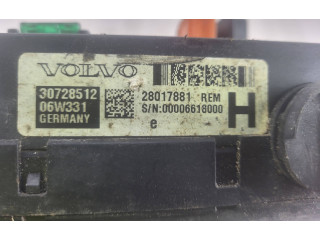 VOLVO
30728512
06W331
GERMANY
28017881 REM
S/N:00006618000
H
e